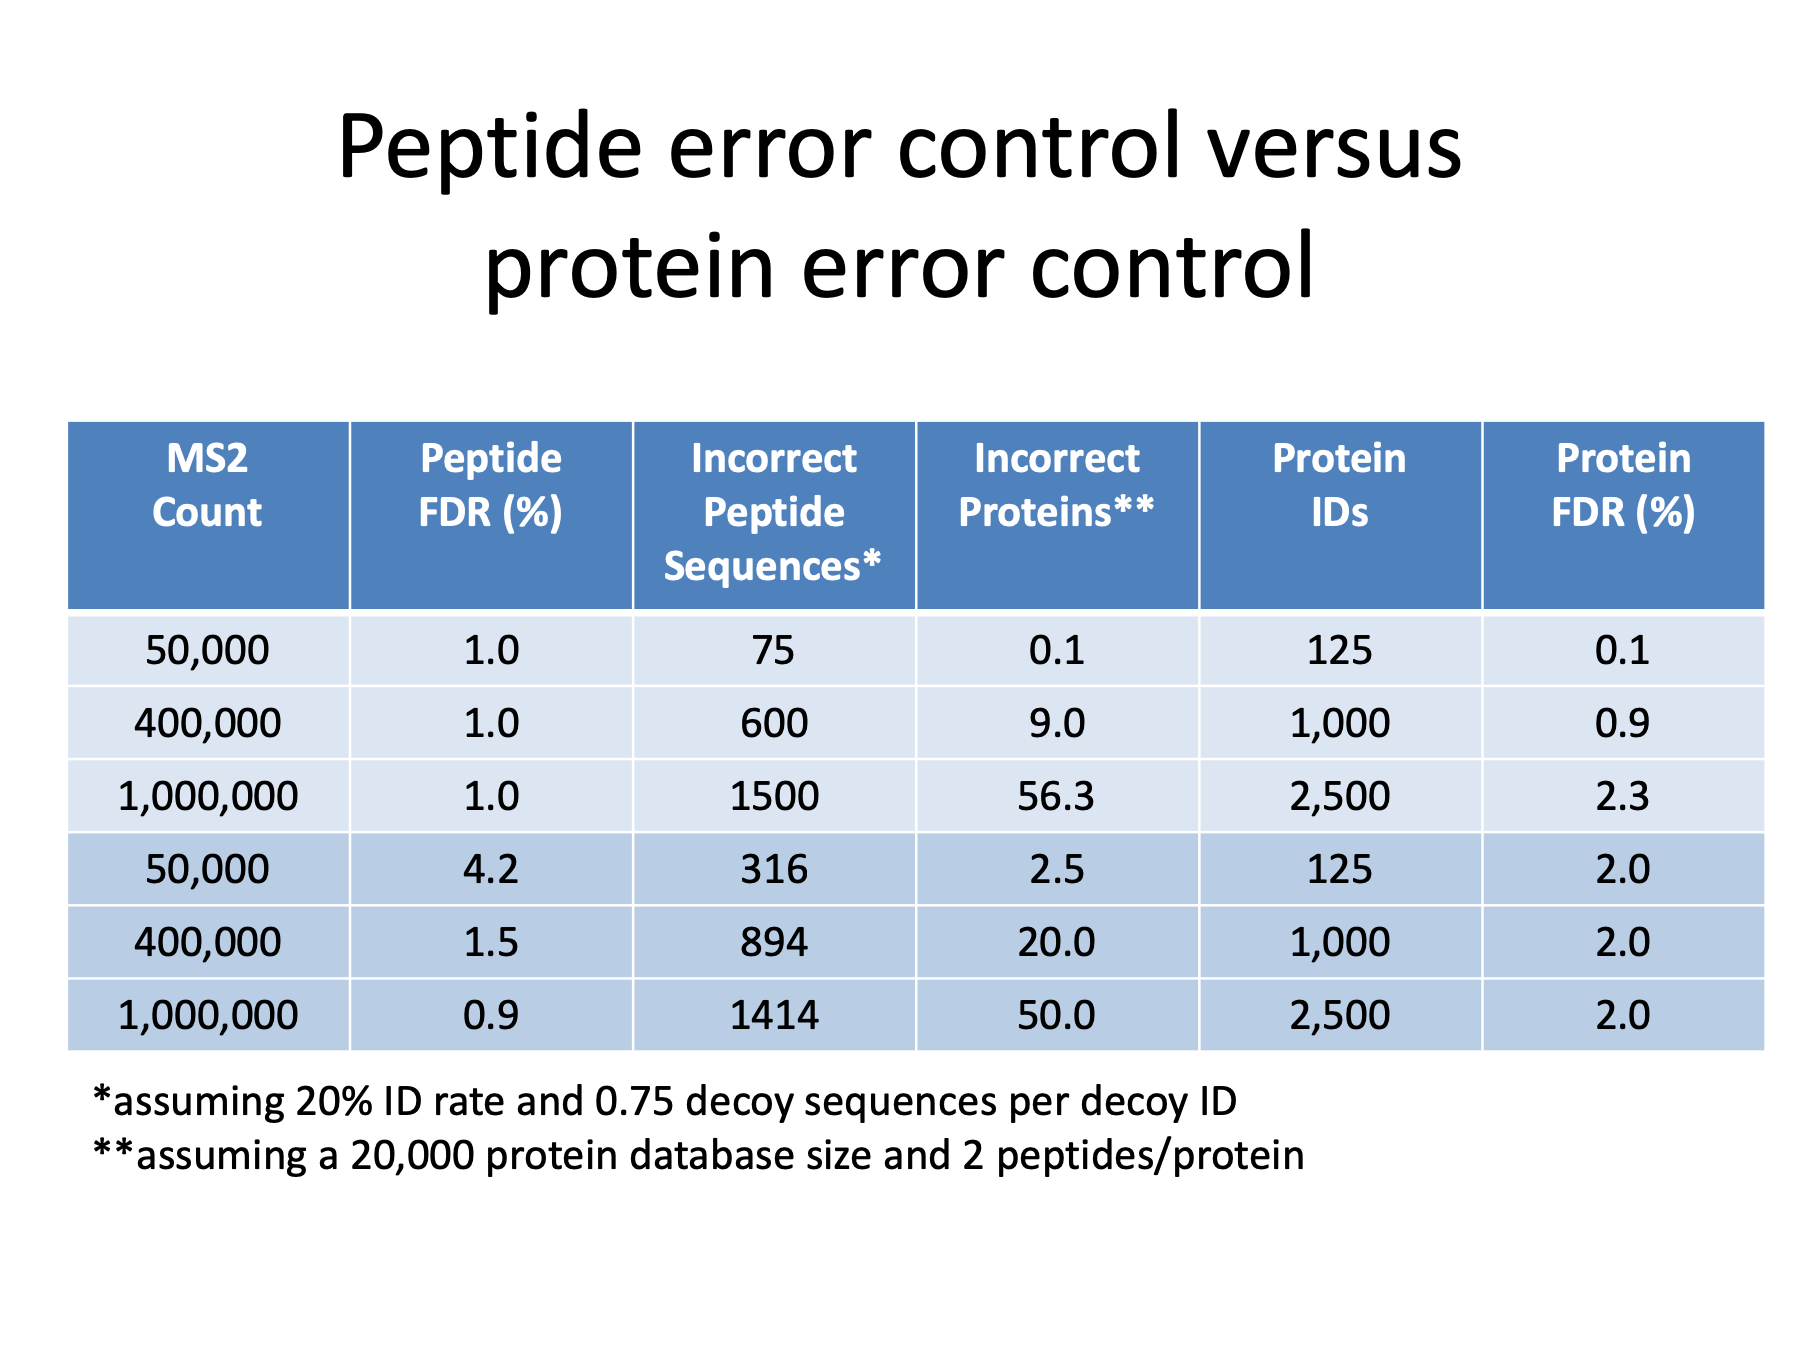 Peptide error control versus
protein error control
MS2 Count | Peptide FDR (%) | Incorrect Peptide Sequences* | Incorrect Proteins** | Protein IDs | Protein FDR (%)
50,000 | 1.0 | 75 | 0.1 | 125 | 0.1
400,000 | 1.0 | 600 | 9.0 | 1,000 | 0.9
1,000,000 | 1.0 | 1500 | 56.3 | 2,500 | 2.3
50,000 | 4.2 | 316 | 2.5 | 125 | 2.0
400,000 | 1.5 | 894 | 20.0 | 1,000 | 2.0
1,000,000 | 0.9 | 1414 | 50.0 | 2,500 | 2.0
*assuming 20% ID rate and 0.75 decoy sequences per decoy ID
**assuming a 20,000 protein database size and 2 peptides/protein